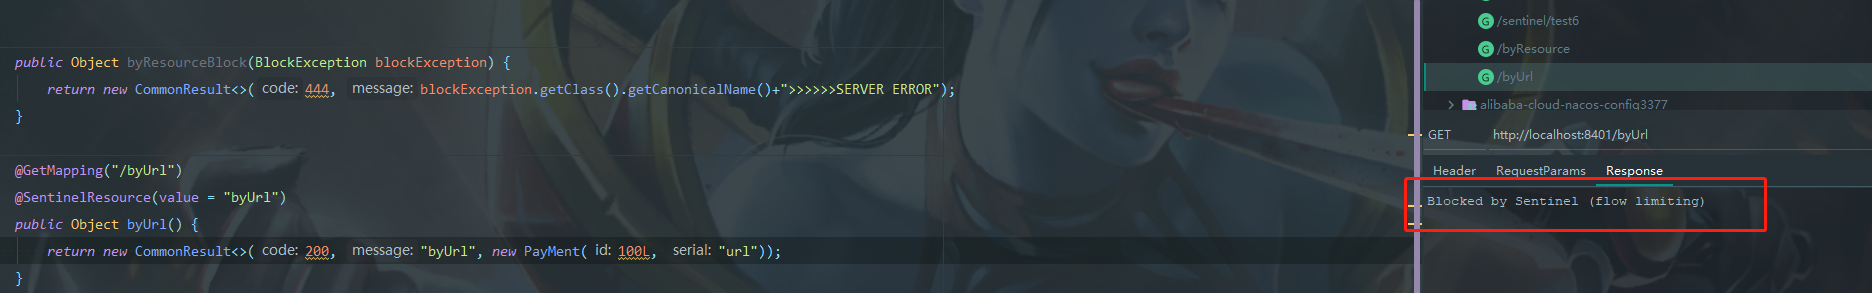 public Object byResourceBlock(BlockException blockException) {
return new CommonResult<>( code: 444, message: blockException.getClass().getCanonicalName()+">>>>>>SERVER ERROR");
}
@GetMapping("/byUrl")
@SentinelResource(value = "byUrl")
public Object byUrl() {
return new CommonResult<>( code: 200, message: "byUrl", new PayMent( id: 100L, serial: "url"));
}
G /sentinel/test6
G /byResource
G /byUrl
alibaba-cloud-nacos-config3377
GET http://localhost:8401/byUrl
Header RequestParams Response
Blocked by Sentinel (flow limiting)